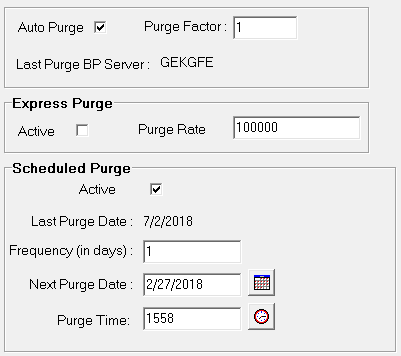 Auto Purge Purge Factor : 1
Last Purge BP Server : GEKGFE
Express Purge
Active Purge Rate 100000
Scheduled Purge
Active
Last Purge Date : 7/2/2018
Frequency (in days) : 1
Next Purge Date : 2/27/2018
Purge Time: 1558